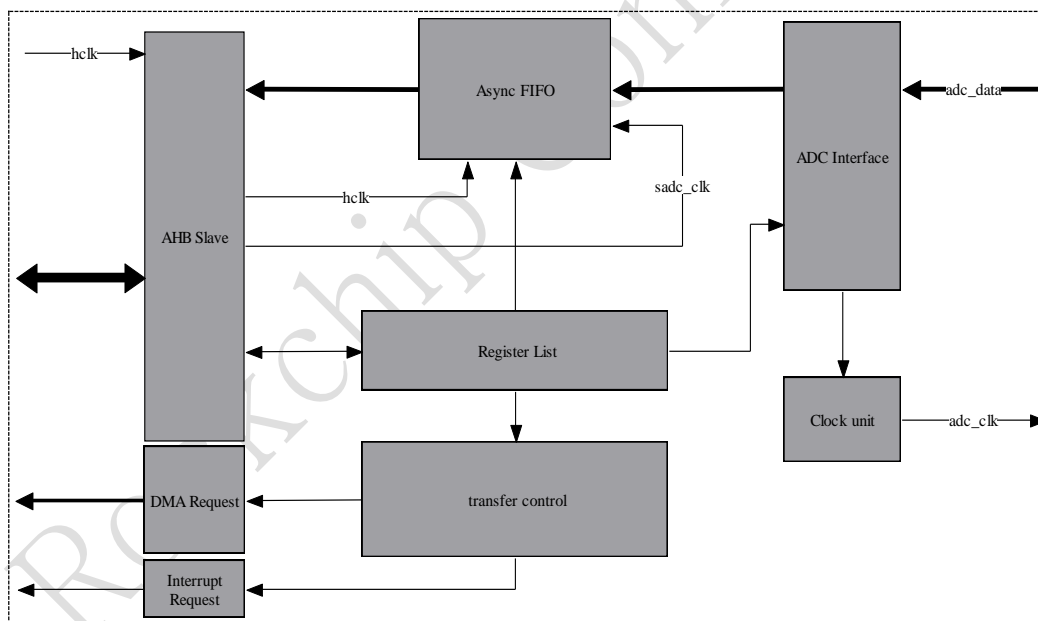 hclk
Async FIFO
adc_data
ADC Interface
sadc_clk
hclk
AHB Slave
Register List
Clock unit
adc_clk
DMA Request
transfer control
Interrupt
Request